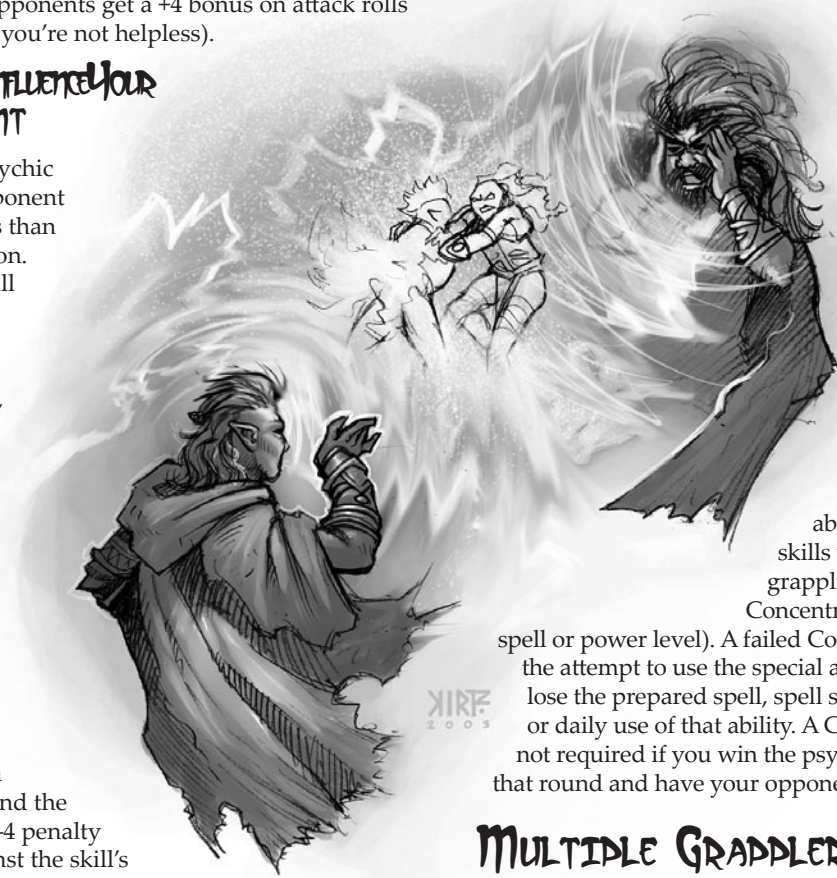 pponents get a +4 bonus on attack rolls
you're not helpless).
nfluence Your
nt
ychic
ponent
s than
on.
ll
nd the
-4 penalty
nst the skill's
ab
skills
grappli
Concentr
spell or power level). A failed Co
the attempt to use the special a
lose the prepared spell, spell s
or daily use of that ability. A C
not required if you win the psy
that round and have your oppone
Multiple Grappler